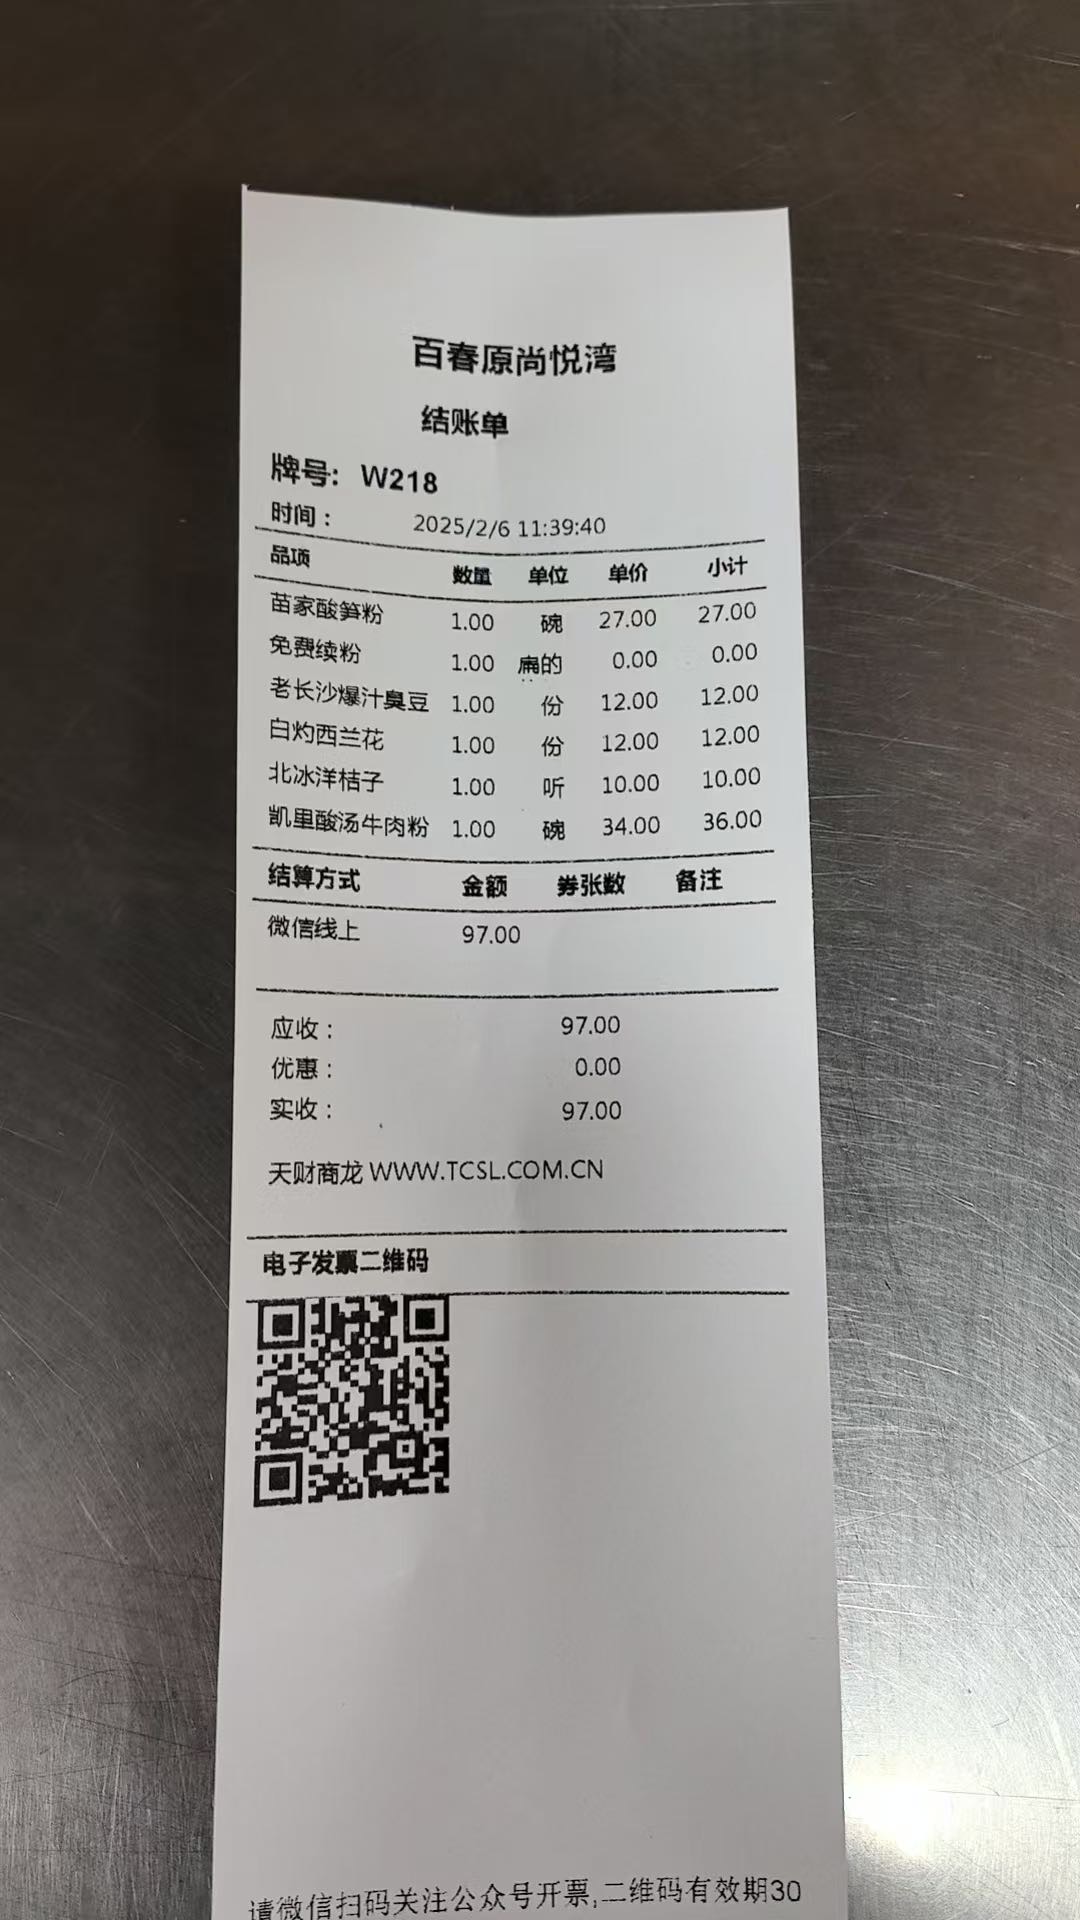 百春原尚悦湾
结账单
牌号: W218
时间： 2025/2/6 11:39:40
品项 数量 单位 单价 小计
苗家酸笋粉 1.00 碗 27.00 27.00
免费续粉 1.00 扁的 0.00 0.00
老长沙爆汁臭豆 1.00 份 12.00 12.00
白灼西兰花 1.00 份 12.00 12.00
北冰洋桔子 1.00 听 10.00 10.00
凯里酸汤牛肉粉 1.00 碗 34.00 36.00
结算方式 金额 券张数 备注
微信线上 97.00
应收： 97.00
优惠： 0.00
实收： 97.00
天财商龙 WWW.TCSL.COM.CN
电子发票二维码
请微信扫码关注公众号开票,二维码有效期30